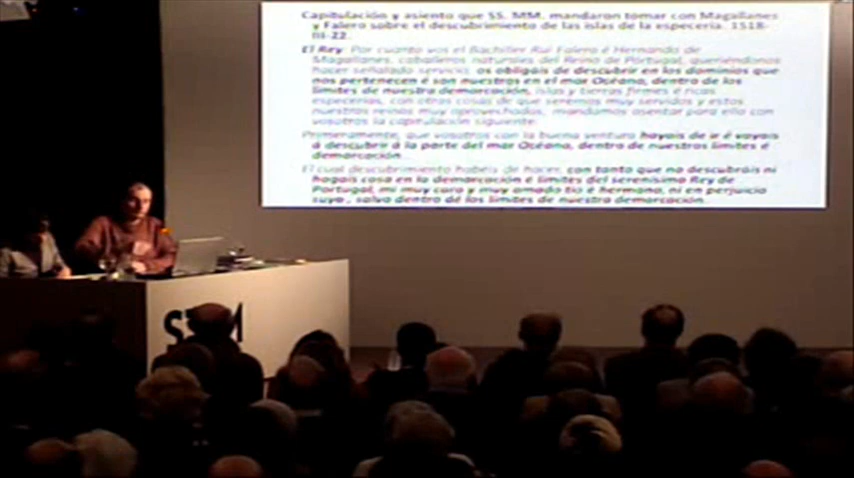 Capitulación y asiento que SS. MM. mandaron tomar con Magallanes
y Falero sobre el descubrimiento de las islas de la especería. 1518-
III-22.
El Rey: Por cuanto vos el Bachiller Rui Falero é Hernando de
Magallanes, caballeros naturales del Reino de Portugal, queriéndonos
hacer señalado servicio, os obligáis de descubrir en los dominios que
nos pertenecen é son nuestros en el mar Océano, dentro de los
límites de nuestra demarcación, islas y tierras firmes é ricas
especerías, con otras cosas de que seremos muy servidos y estos
nuestros reinos muy aprovechados, mandamos asentar para ello con
vosotros la capitulación siguiente
Primeramente, que vosotros con la buena ventura hayais de ir é vayais
á descubrir á la parte del mar Océano, dentro de nuestros límites é
demarcación
El cual descubrimiento habéis de hacer, con tanto que no descubráis ni
hagáis cosa en la demarcación é límites del serenísimo Rey de
Portugal, mi muy caro y muy amado tío é hermano, ni en perjuicio
suyo, salvo dentro de los límites de nuestra demarcación.